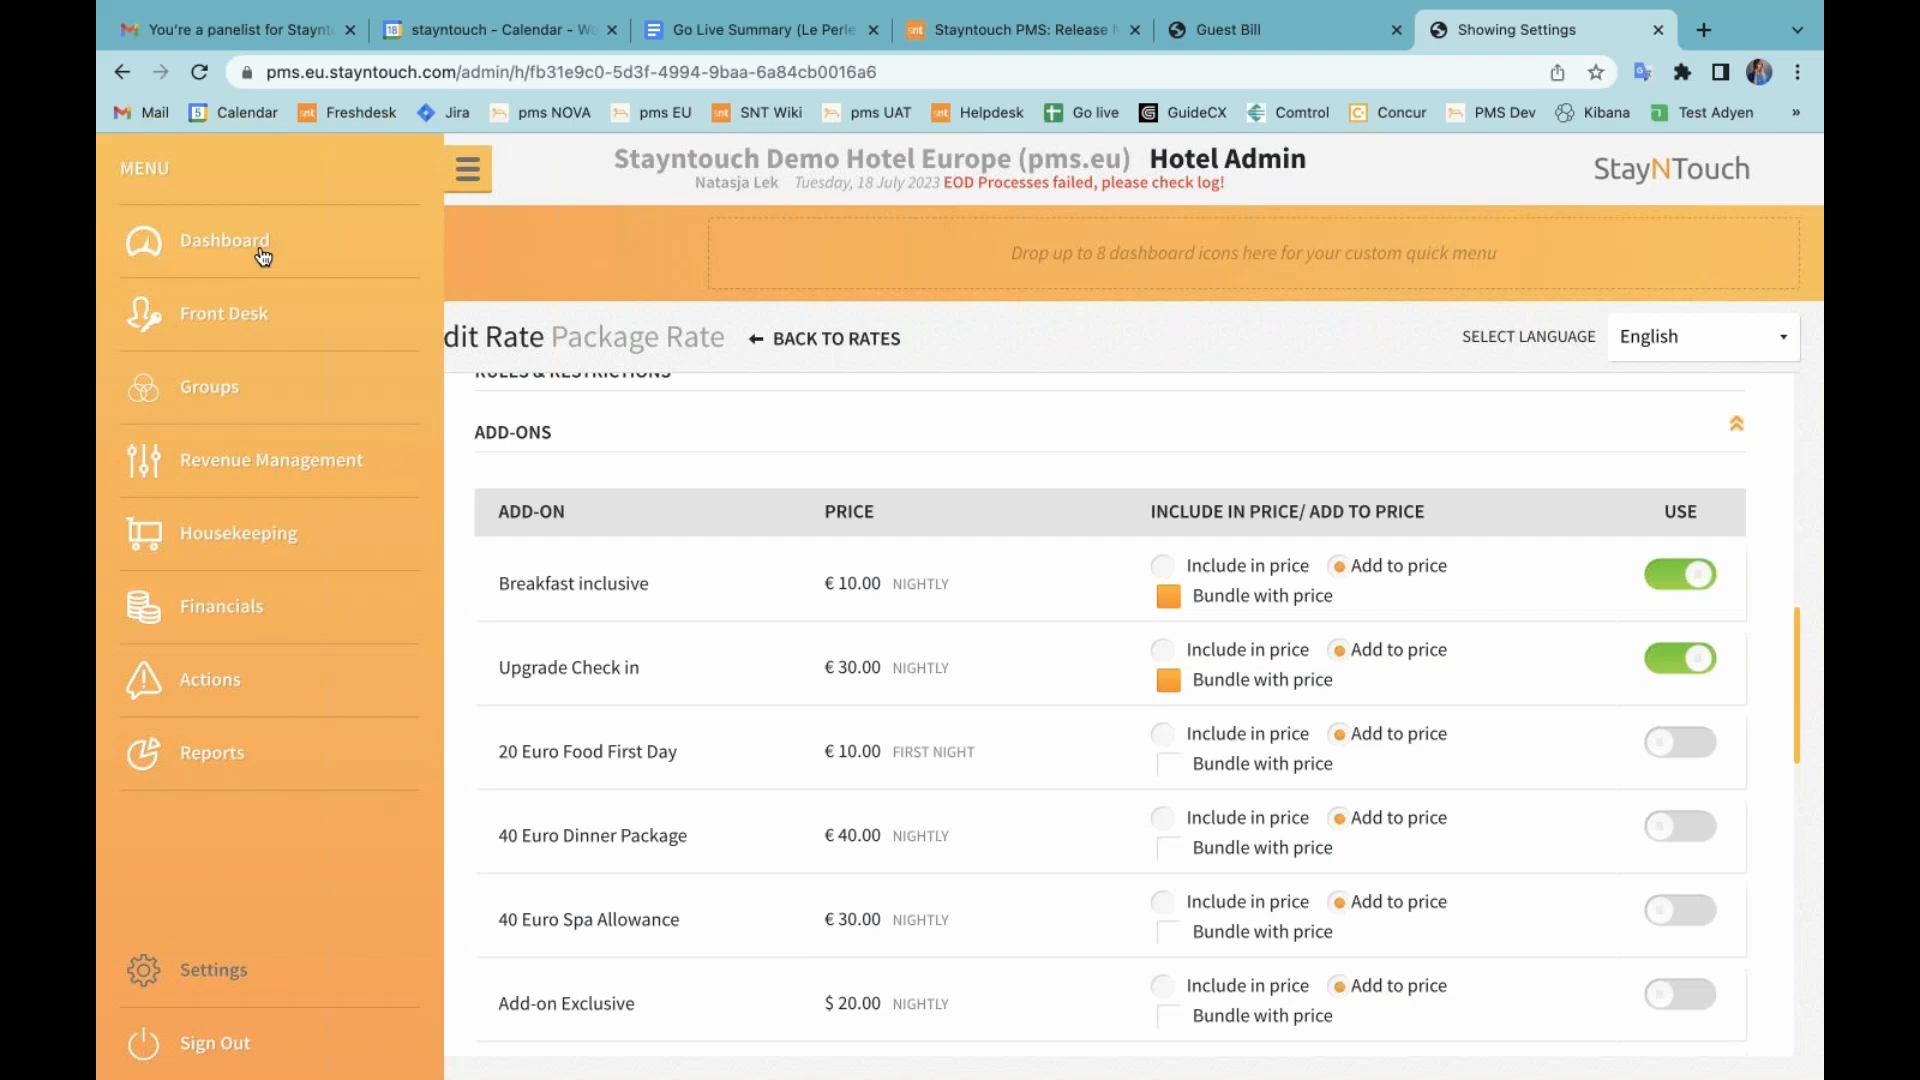 You're a panelist for Staynt
stayntouch - Calendar - W
Go Live Summary (Le Perle
Stayntouch PMS: Release
Guest Bill
Showing Settings
pms.eu.stayntouch.com/admin/h/fb31e9c0-5d3f-4994-9baa-6a84cb0016a6
Mail
Calendar
Freshdesk
Jira
pms NOVA
pms EU
SNT Wiki
pms UAT
Helpdesk
Go live
GuideCX
Comtrol
Concur
PMS Dev
Kibana
Test Adyen
»
MENU
Stayntouch Demo Hotel Europe (pms.eu) Hotel Admin
Natasja Lek Tuesday, 18 July 2023 EOD Processes failed, please check log!
StayNTouch
Dashboard
Front Desk
Groups
Revenue Management
Housekeeping
Financials
Actions
Reports
Settings
Sign Out
Drop up to 8 dashboard icons here for your custom quick menu
dit Rate Package Rate
BACK TO RATES
SELECT LANGUAGE
English
RULES & RESTRICTIONS
ADD-ONS
ADD-ON PRICE INCLUDE IN PRICE/ ADD TO PRICE USE
Breakfast inclusive € 10.00 NIGHTLY Include in price Add to price
Bundle with price
Upgrade Check in € 30.00 NIGHTLY Include in price Add to price
Bundle with price
20 Euro Food First Day € 10.00 FIRST NIGHT Include in price Add to price
Bundle with price
40 Euro Dinner Package € 40.00 NIGHTLY Include in price Add to price
Bundle with price
40 Euro Spa Allowance € 30.00 NIGHTLY Include in price Add to price
Bundle with price
Add-on Exclusive $ 20.00 NIGHTLY Include in price Add to price
Bundle with price